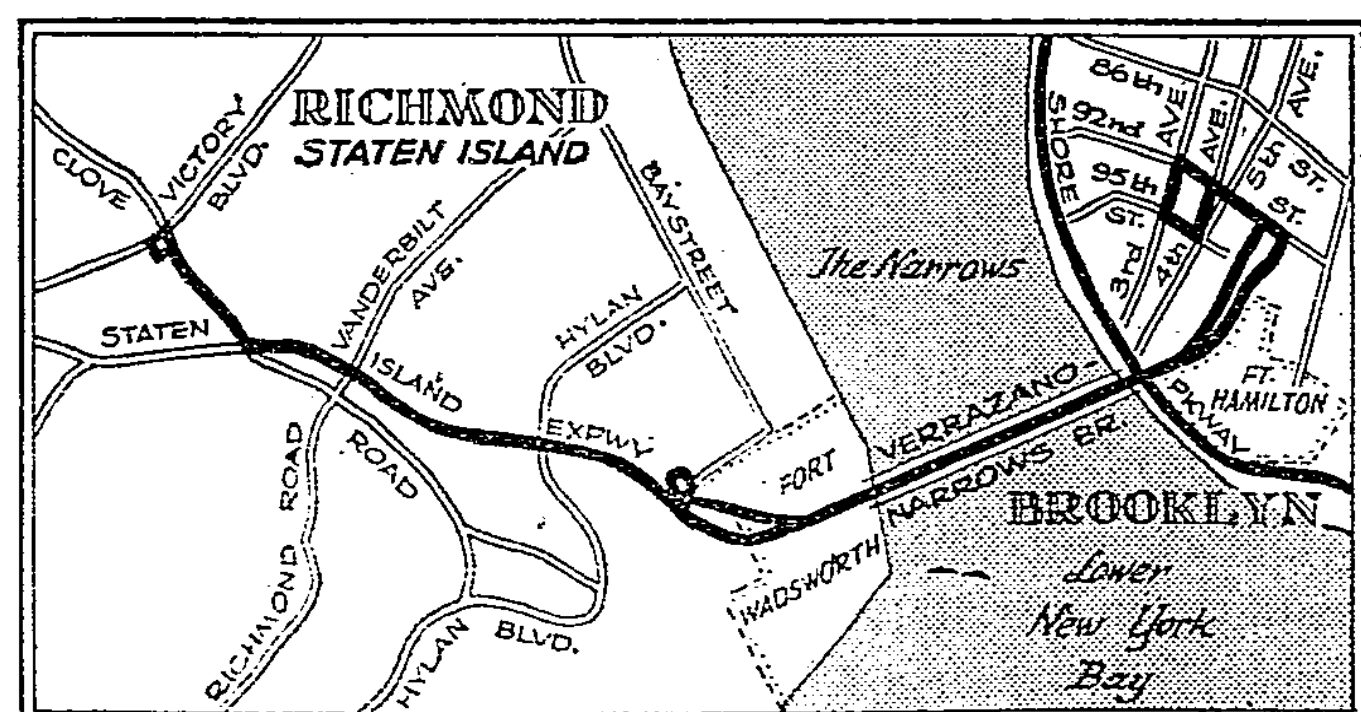 RICHMOND
STATEN ISLAND
CLOVE
VICTORY
BLVD.
STATEN
ISLAND
EXPWY.
VANDERBILT
AVE.
RICHMOND ROAD
ROAD
HYLAN
BLVD.
HYLAN
BLVD.
BAY STREET
FORT
WADSWORTH
The Narrows
VERRAZANO-
NARROWS BR.
SHORE
PKWAY
86th
ST.
92nd
ST.
95th
ST.
3rd
AVE.
4th
AVE.
5th
AVE.
FT.
HAMILTON
BROOKLYN
Lower
New York
Bay